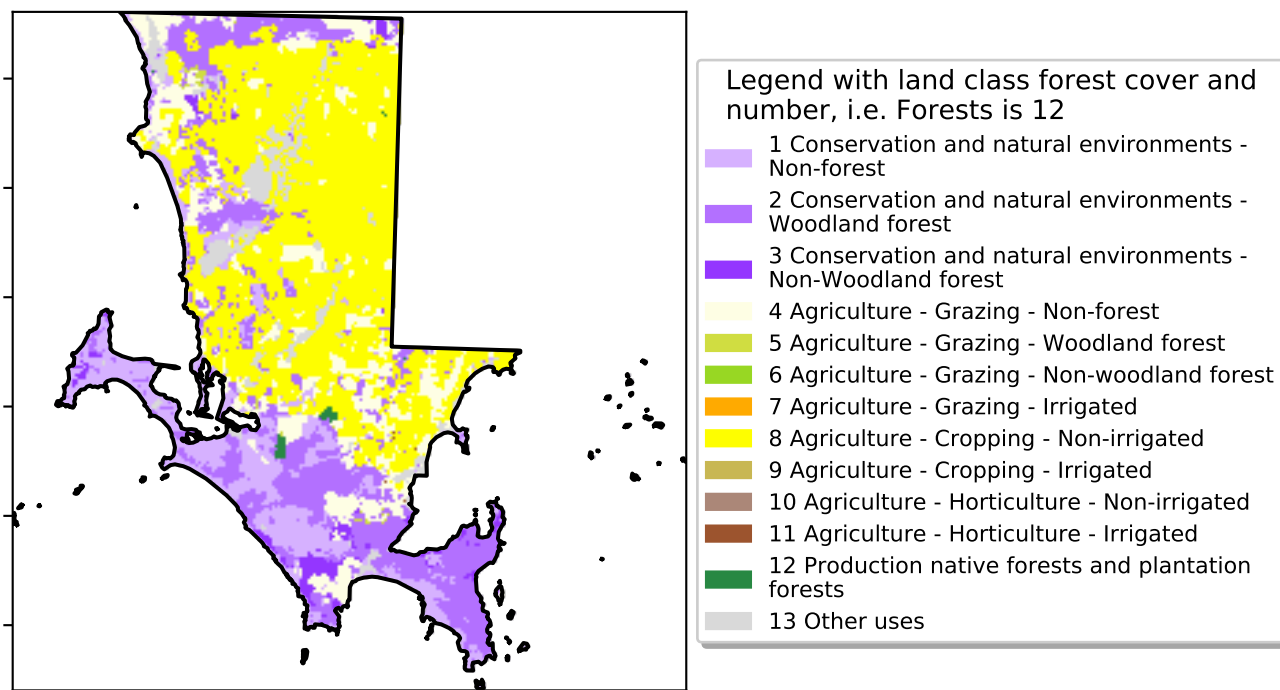 Legend with land class forest cover and
number, i.e. Forests is 12
1 Conservation and natural environments -
Non-forest
2 Conservation and natural environments -
Woodland forest
3 Conservation and natural environments -
Non-Woodland forest
4 Agriculture - Grazing - Non-forest
5 Agriculture - Grazing - Woodland forest
6 Agriculture - Grazing - Non-woodland forest
7 Agriculture - Grazing - Irrigated
8 Agriculture - Cropping - Non-irrigated
9 Agriculture - Cropping - Irrigated
10 Agriculture - Horticulture - Non-irrigated
11 Agriculture - Horticulture - Irrigated
12 Production native forests and plantation
forests
13 Other uses